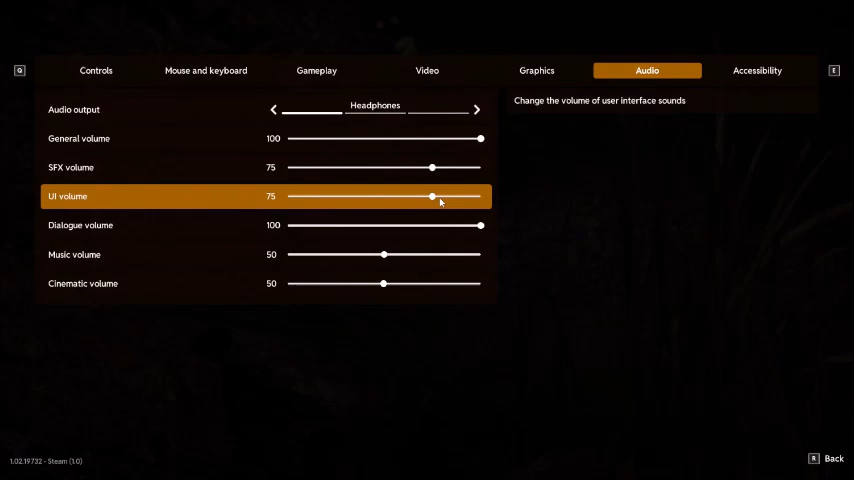 Q Controls Mouse and keyboard Gameplay Video Graphics Audio Accessibility E
Audio output Headphones
General volume 100
SFX volume 75
UI volume 75
Dialogue volume 100
Music volume 50
Cinematic volume 50
Change the volume of user interface sounds
1.02.19732 - Steam (1.0)
R Back